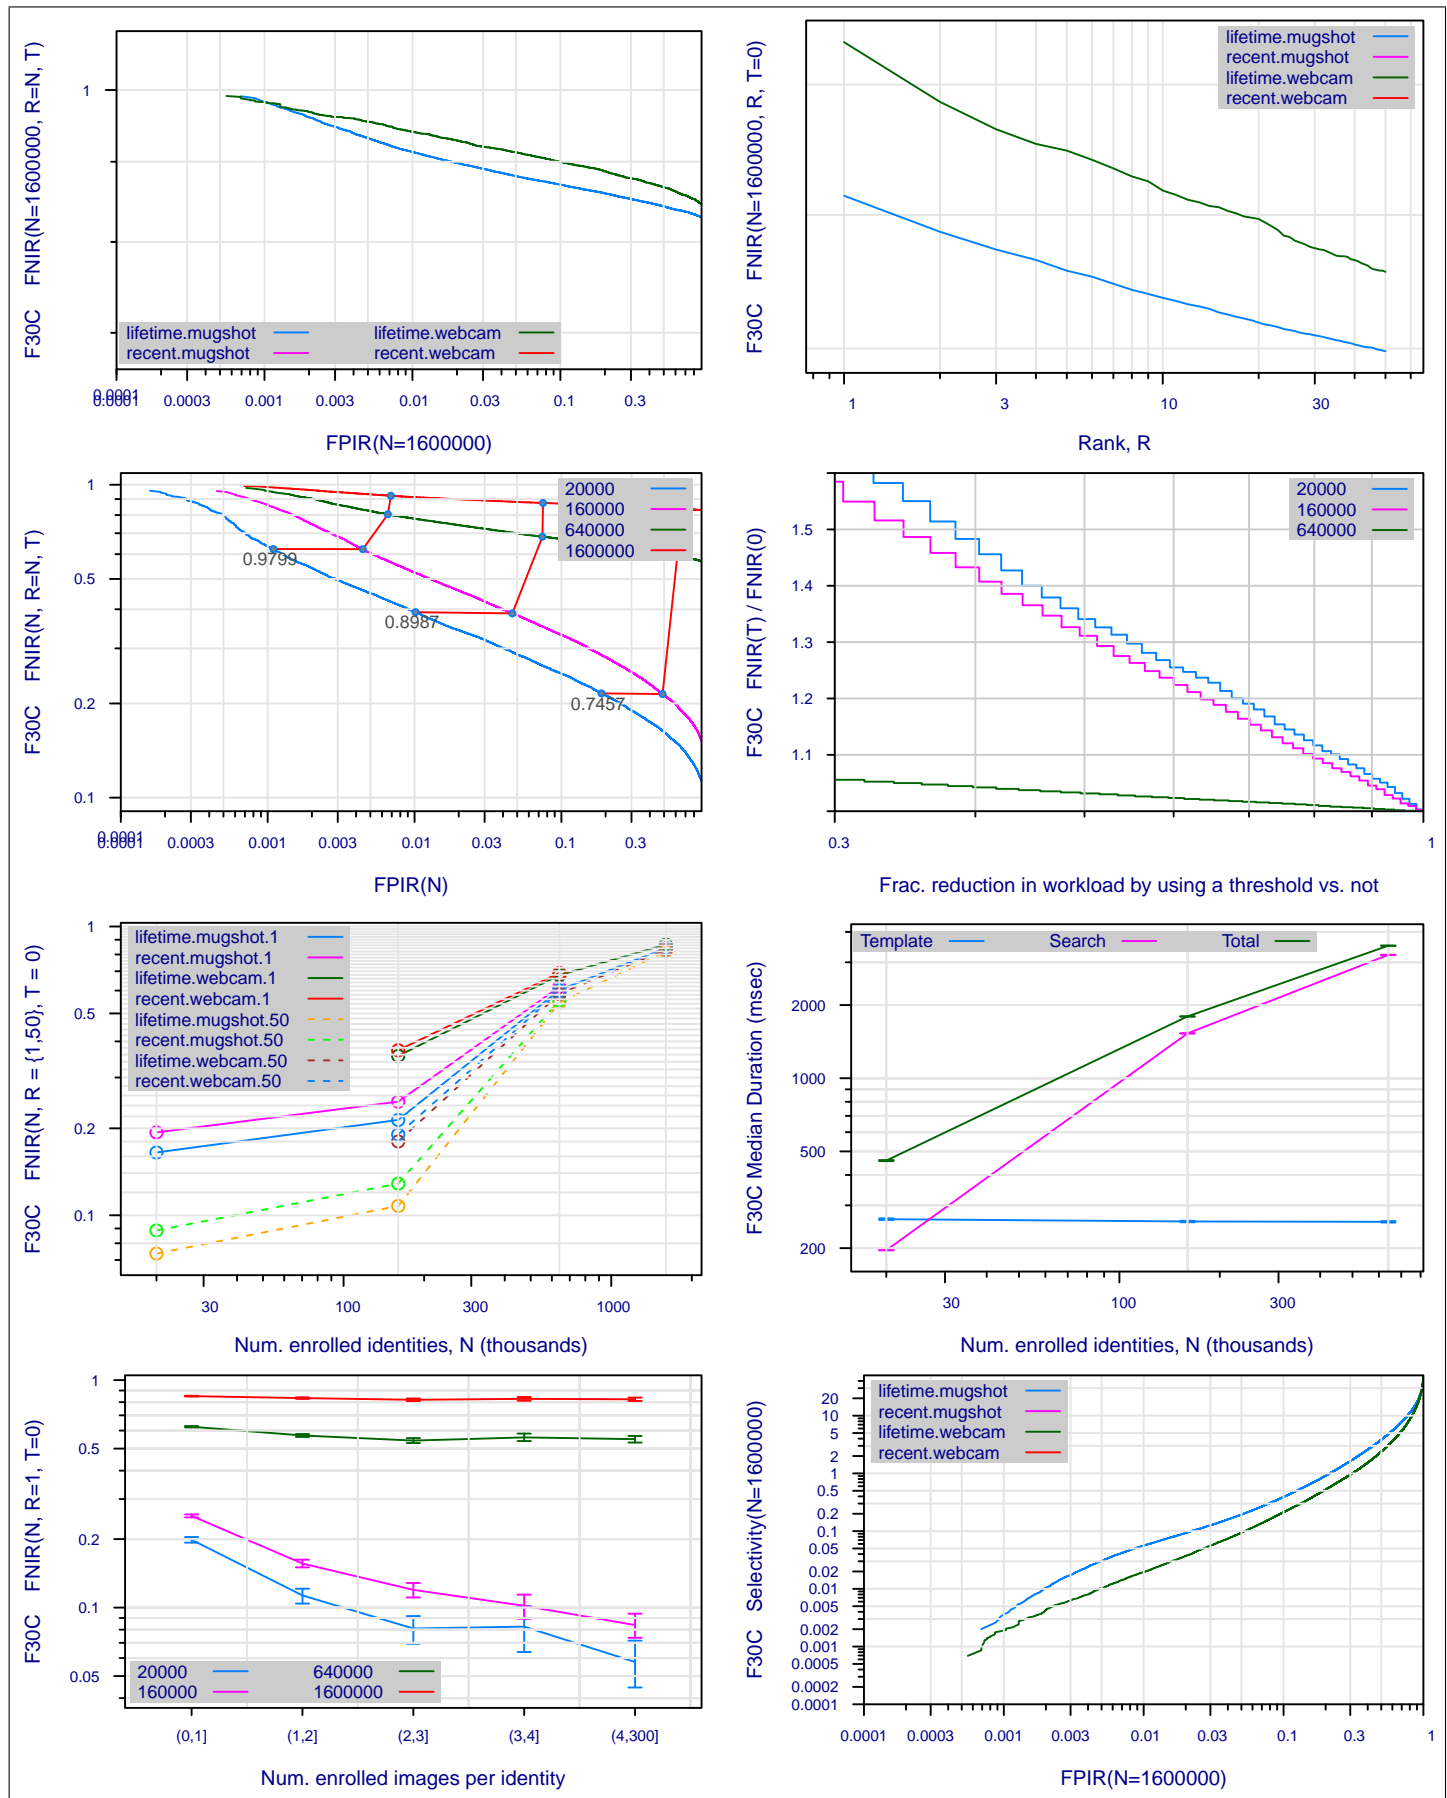 F30C FNIR(N=1600000, R=N, T)
1
lifetime.mugshot
recent.mugshot
lifetime.webcam
recent.webcam
0.0001
0.0001 0.0003 0.001 0.003 0.01 0.03 0.1 0.3
FPIR(N=1600000)
F30C FNIR(N=1600000, R, T=0)
lifetime.mugshot
recent.mugshot
lifetime.webcam
recent.webcam
1 3 10 30
Rank, R
F30C FNIR(N, R=N, T)
1
0.5
0.2
0.1
20000
160000
640000
1600000
0.9799
0.8987
0.7457
0.0001
0.0001 0.0003 0.001 0.003 0.01 0.03 0.1 0.3
FPIR(N)
F30C FNIR(T) / FNIR(0)
1.5
1.4
1.3
1.2
1.1
20000
160000
640000
0.3 1
Frac. reduction in workload by using a threshold vs. not
F30C FNIR(N, R = {1,50}, T = 0)
1
0.5
0.2
0.1
lifetime.mugshot.1
recent.mugshot.1
lifetime.webcam.1
recent.webcam.1
lifetime.mugshot.50
recent.mugshot.50
lifetime.webcam.50
recent.webcam.50
30 100 300 1000
Num. enrolled identities, N (thousands)
F30C Median Duration (msec)
2000
1000
500
200
Template Search Total
30 100 300
Num. enrolled identities, N (thousands)
F30C FNIR(N, R=1, T=0)
1
0.5
0.2
0.1
0.05
20000
160000
640000
1600000
(0,1] (1,2] (2,3] (3,4] (4,300]
Num. enrolled images per identity
F30C Selectivity(N=1600000)
20
10
5
2
1
0.5
0.2
0.1
0.05
0.02
0.01
0.005
0.002
0.001
0.0005
0.0002
0.0001
lifetime.mugshot
recent.mugshot
lifetime.webcam
recent.webcam
0.0001 0.0003 0.001 0.003 0.01 0.03 0.1 0.3 1
FPIR(N=1600000)